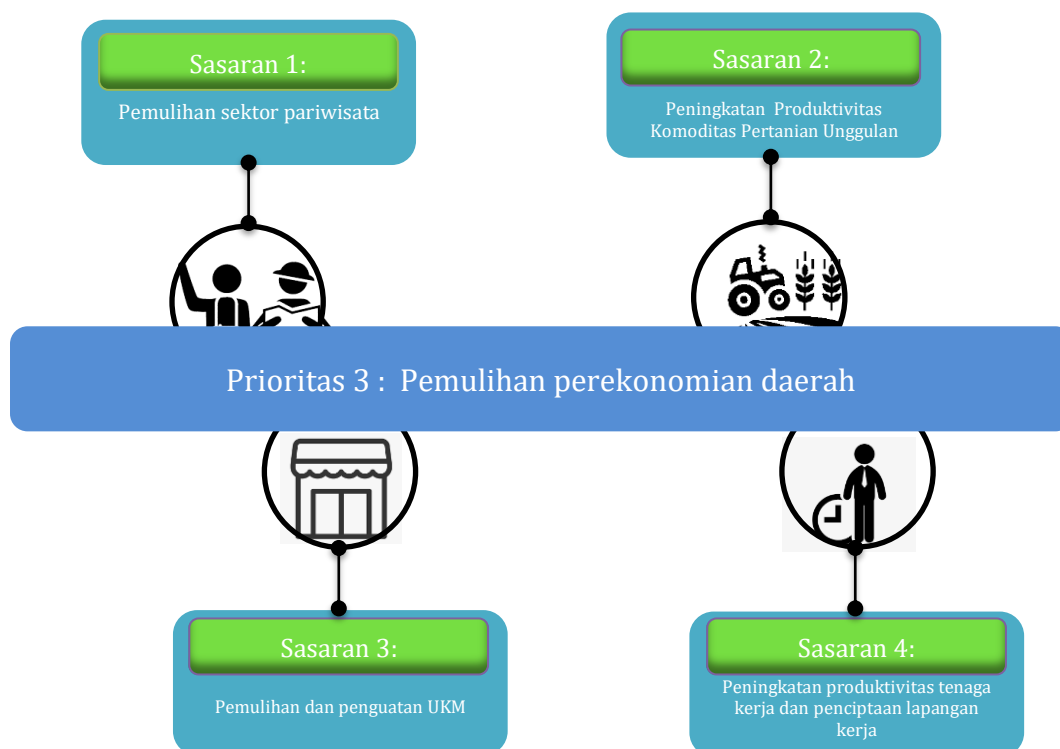 Sasaran 1:
Pemulihan sektor pariwisata
Sasaran 2:
Peningkatan Produktivitas
Komoditas Pertanian Unggulan
Prioritas 3 : Pemulihan perekonomian daerah
Sasaran 3:
Pemulihan dan penguatan UKM
Sasaran 4:
Peningkatan produktivitas tenaga
kerja dan penciptaan lapangan
kerja